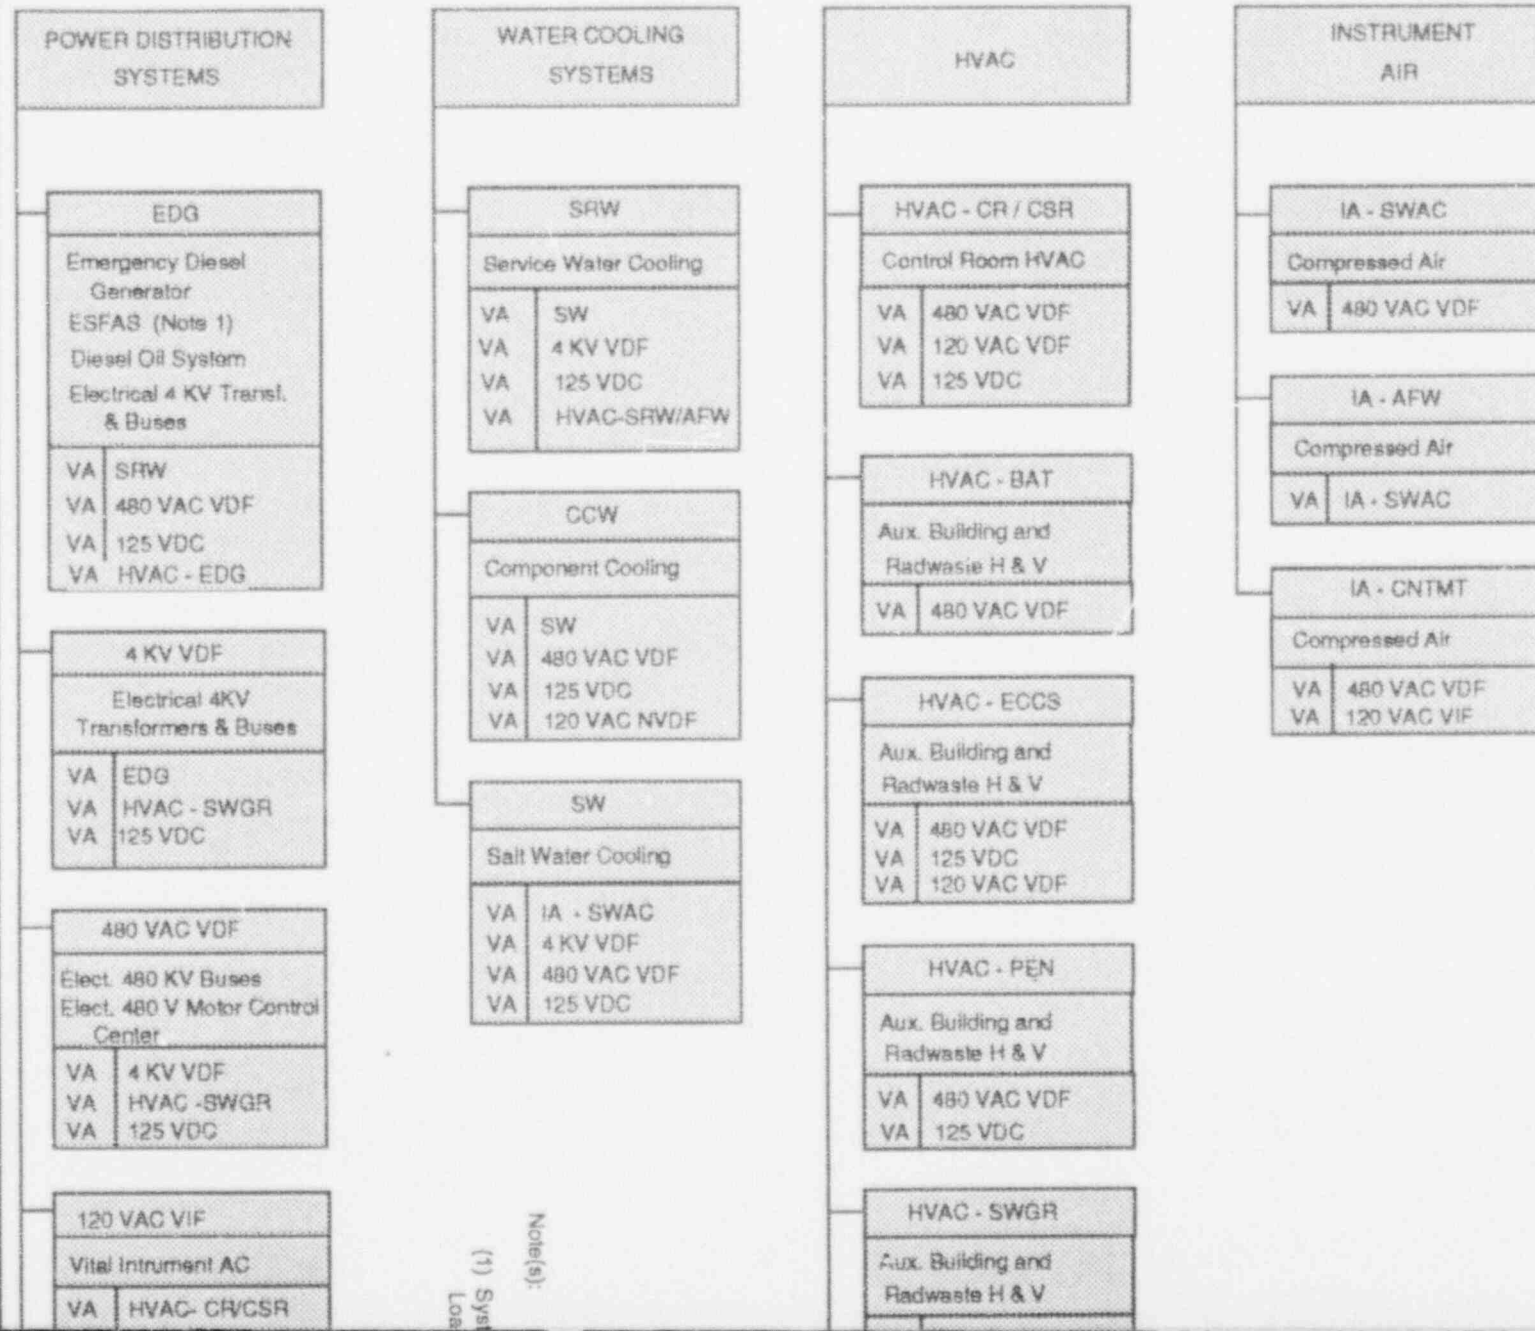 POWER DISTRIBUTION
SYSTEMS
EDG
Emergency Diesel
Generator
ESFAS (Note 1)
Diesel Oil System
Electrical 4 KV Transf.
& Buses
VA SRW
VA 480 VAC VDF
VA 125 VDC
VA HVAC - EDG
4 KV VDF
Electrical 4KV
Transformers & Buses
VA EDG
VA HVAC - SWGR
VA 125 VDC
480 VAC VDF
Elect. 480 KV Buses
Elect. 480 V Motor Control
Center
VA 4 KV VDF
VA HVAC -SWGR
VA 125 VDC
120 VAC VIF
Vital Intrument AC
VA HVAC- CR/CSR
WATER COOLING
SYSTEMS
SRW
Service Water Cooling
VA SW
VA 4 KV VDF
VA 125 VDC
VA HVAC-SRW/AFW
CCW
Component Cooling
VA SW
VA 480 VAC VDF
VA 125 VDC
VA 120 VAC NVDF
SW
Salt Water Cooling
VA IA - SWAC
VA 4 KV VDF
VA 480 VAC VDF
VA 125 VDC
Note(s):
(1) Syst
Loa
HVAC
HVAC - CR / CSR
Control Room HVAC
VA 480 VAC VDF
VA 120 VAC VDF
VA 125 VDC
HVAC - BAT
Aux. Building and
Radwasie H & V
VA 480 VAC VDF
HVAC - ECCS
Aux. Building and
Radwaste H & V
VA 480 VAC VDF
VA 125 VDC
VA 120 VAC VDF
HVAC - PEN
Aux. Building and
Radwaste H & V
VA 480 VAC VDF
VA 125 VDC
HVAC - SWGR
Aux. Building and
Radwaste H & V
INSTRUMENT
AIR
IA - SWAC
Compressed Air
VA 480 VAC VDF
IA - AFW
Compressed Air
VA IA - SWAC
IA - CNTMT
Compressed Air
VA 480 VAC VDF
VA 120 VAC VIF